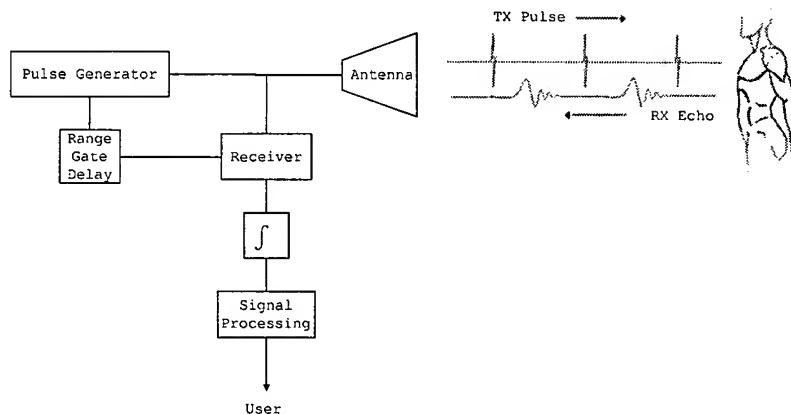 TX Pulse
Pulse Generator
Antenna
RX Echo
Range
Gate
Delay
Receiver
∫
Signal
Processing
User